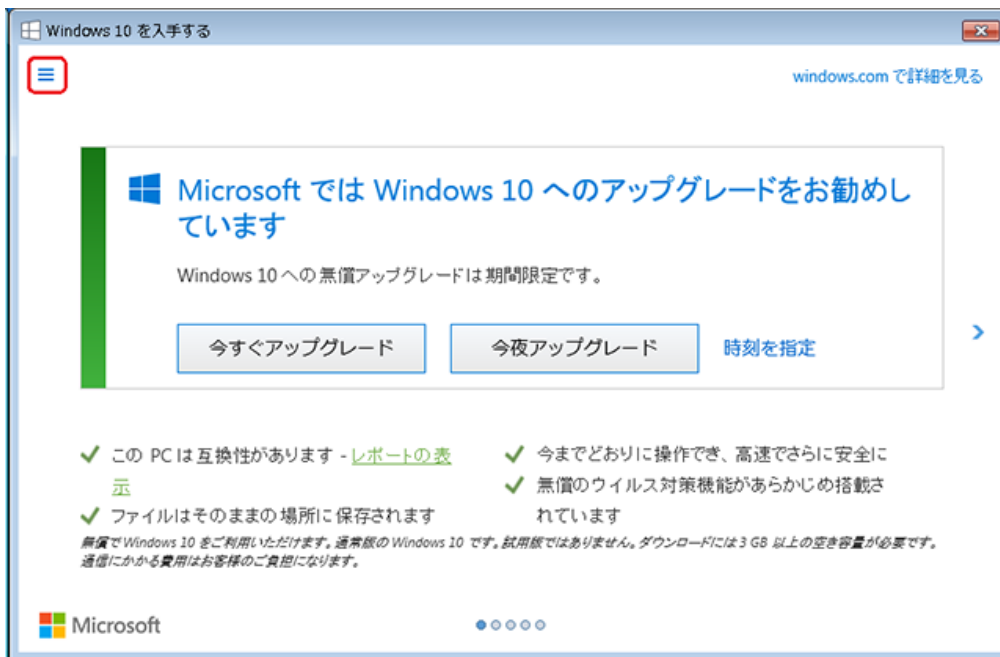 Windows 10 を入手する
windows.com で詳細を見る
Microsoft では Windows 10 へのアップグレードをお勧めし
ています
Windows 10 への無償アップグレードは期間限定です。
今すぐアップグレード
今夜アップグレード
時刻を指定
この PC は互換性があります - レポートの表
示
ファイルはそのままの場所に保存されます
今までどおりに操作でき、高速でさらに安全に
無償のウイルス対策機能があらかじめ搭載さ
れています
無償で Windows 10 をご利用いただけます。通常版の Windows 10 です。試用版ではありません。ダウンロードには 3 GB 以上の空き容量が必要です。
通信にかかる費用はお客様のご負担になります。
Microsoft